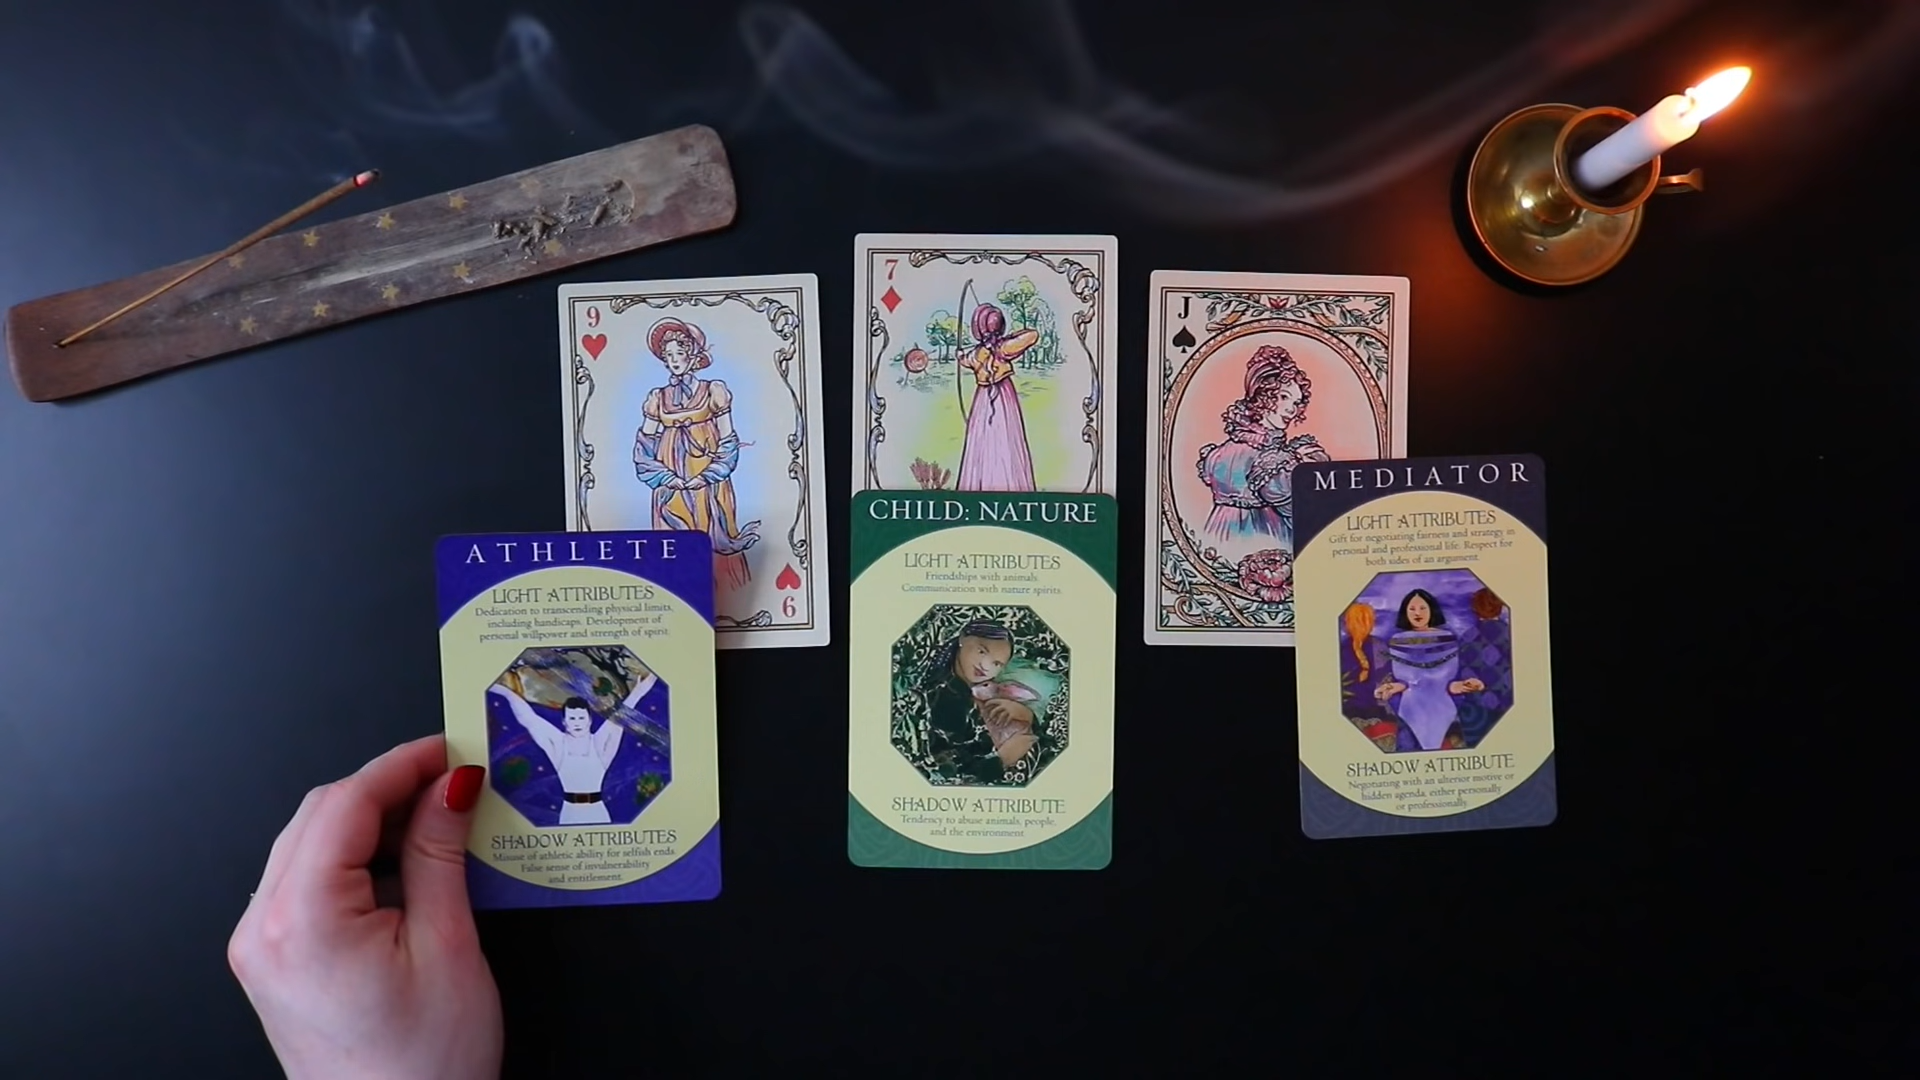 9
7
J
9
ATHLETE
LIGHT ATTRIBUTES
Dedication to transcending physical limits,
including handicaps. Development of
personal willpower and strength of spirit.
SHADOW ATTRIBUTES
Misuse of athletic ability for selfish ends.
False sense of invulnerability
and entitlement.
CHILD: NATURE
LIGHT ATTRIBUTES
Friendships with animals.
Communication with nature spirits.
SHADOW ATTRIBUTE
Tendency to abuse animals, people,
and the environment.
MEDIATOR
LIGHT ATTRIBUTES
Gift for negotiating fairness and strategy in
personal and professional life. Respect for
both sides of an argument.
SHADOW ATTRIBUTE
Negotiating with an ulterior motive or
hidden agenda, either personally
or professionally.